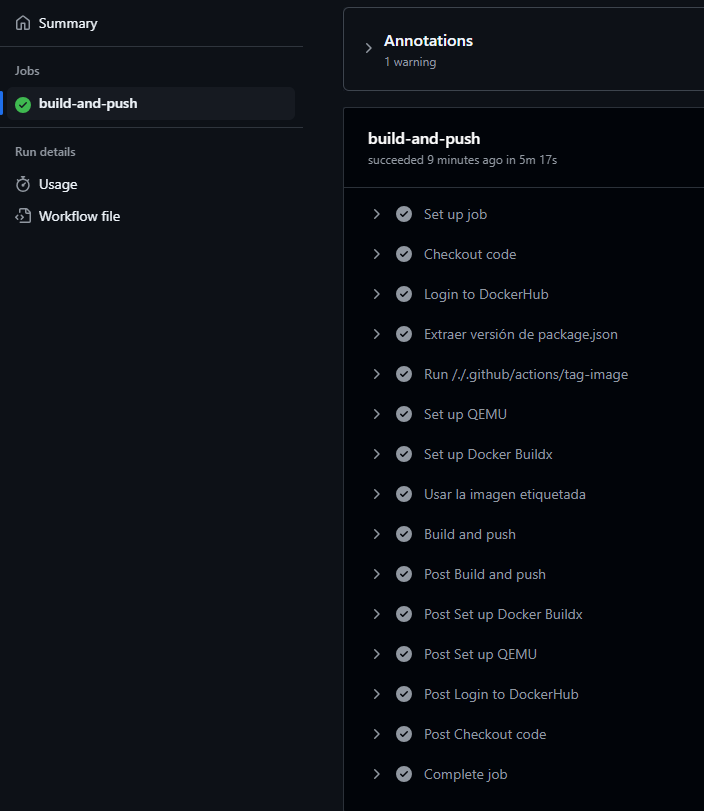 Summary
Jobs
build-and-push
Run details
Usage
Workflow file
Annotations
1 warning
build-and-push
succeeded 9 minutes ago in 5m 17s
Set up job
Checkout code
Login to DockerHub
Extraer versión de package.json
Run /./.github/actions/tag-image
Set up QEMU
Set up Docker Buildx
Usar la imagen etiquetada
Build and push
Post Build and push
Post Set up Docker Buildx
Post Set up QEMU
Post Login to DockerHub
Post Checkout code
Complete job